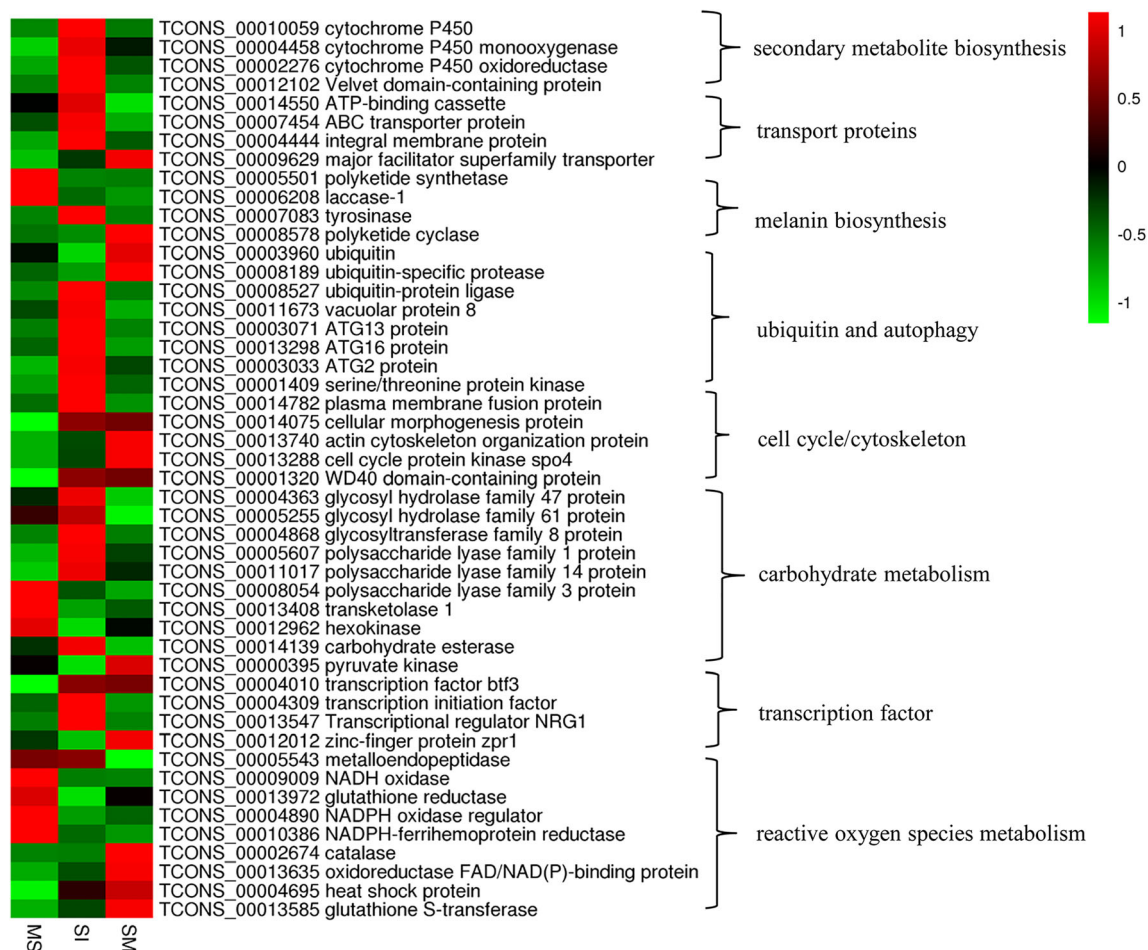 TCONS_00010059 cytochrome P450
TCONS_00004458 cytochrome P450 monooxygenase
TCONS_00002276 cytochrome P450 oxidoreductase
TCONS_00012102 Velvet domain-containing protein
TCONS_00014550 ATP-binding cassette
TCONS_00007454 ABC transporter protein
TCONS_00004444 integral membrane protein
TCONS_00009629 major facilitator superfamily transporter
TCONS_00005501 polyketide synthetase
TCONS_00006208 laccase-1
TCONS_00007083 tyrosinase
TCONS_00008578 polyketide cyclase
TCONS_00003960 ubiquitin
TCONS_00008189 ubiquitin-specific protease
TCONS_00008527 ubiquitin-protein ligase
TCONS_00011673 vacuolar protein 8
TCONS_00003071 ATG13 protein
TCONS_00013298 ATG16 protein
TCONS_00003033 ATG2 protein
TCONS_00001409 serine/threonine protein kinase
TCONS_00014782 plasma membrane fusion protein
TCONS_00014075 cellular morphogenesis protein
TCONS_00013740 actin cytoskeleton organization protein
TCONS_00013288 cell cycle protein kinase spo4
TCONS_00001320 WD40 domain-containing protein
TCONS_00004363 glycosyl hydrolase family 47 protein
TCONS_00005255 glycosyl hydrolase family 61 protein
TCONS_00004868 glycosyltransferase family 8 protein
TCONS_00005607 polysaccharide lyase family 1 protein
TCONS_00011017 polysaccharide lyase family 14 protein
TCONS_00008054 polysaccharide lyase family 3 protein
TCONS_00013408 transketolase 1
TCONS_00012962 hexokinase
TCONS_00014139 carbohydrate esterase
TCONS_00000395 pyruvate kinase
TCONS_00004010 transcription factor btf3
TCONS_00004309 transcription initiation factor
TCONS_00013547 Transcriptional regulator NRG1
TCONS_00012012 zinc-finger protein zpr1
TCONS_00005543 metalloendopeptidase
TCONS_00009009 NADH oxidase
TCONS_00013972 glutathione reductase
TCONS_00004890 NADPH oxidase regulator
TCONS_00010386 NADPH-ferrihemoprotein reductase
TCONS_00002674 catalase
TCONS_00013635 oxidoreductase FAD/NAD(P)-binding protein
TCONS_00004695 heat shock protein
TCONS_00013585 glutathione S-transferase
MS
SI
SM
secondary metabolite biosynthesis
transport proteins
melanin biosynthesis
ubiquitin and autophagy
cell cycle/cytoskeleton
carbohydrate metabolism
transcription factor
reactive oxygen species metabolism
1
0.5
0
-0.5
-1